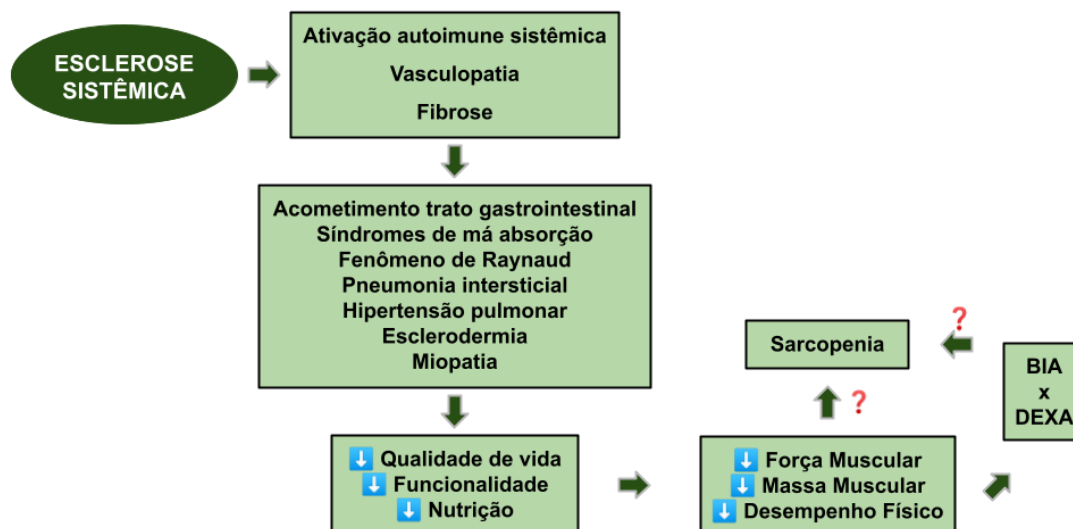 ESCLEROSE
SISTÊMICA
Ativação autoimune sistêmica
Vasculopatia
Fibrose
Acometimento trato gastrointestinal
Síndromes de má absorção
Fenômeno de Raynaud
Pneumonia intersticial
Hipertensão pulmonar
Esclerodermia
Miopatia
⬇️ Qualidade de vida
⬇️ Funcionalidade
⬇️ Nutrição
⬇️ Força Muscular
⬇️ Massa Muscular
⬇️ Desempenho Físico
❓
Sarcopenia
❓
BIA
x
DEXA